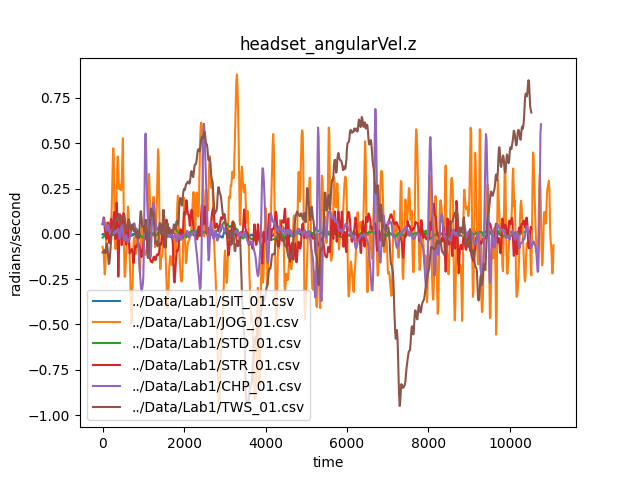 headset_angularVel.z
radians/second
0.75
0.50
0.25
0.00
−0.25
−0.50
−0.75
−1.00
../Data/Lab1/SIT_01.csv
../Data/Lab1/JOG_01.csv
../Data/Lab1/STD_01.csv
../Data/Lab1/STR_01.csv
../Data/Lab1/CHP_01.csv
../Data/Lab1/TWS_01.csv
0 2000 4000 6000 8000 10000
time